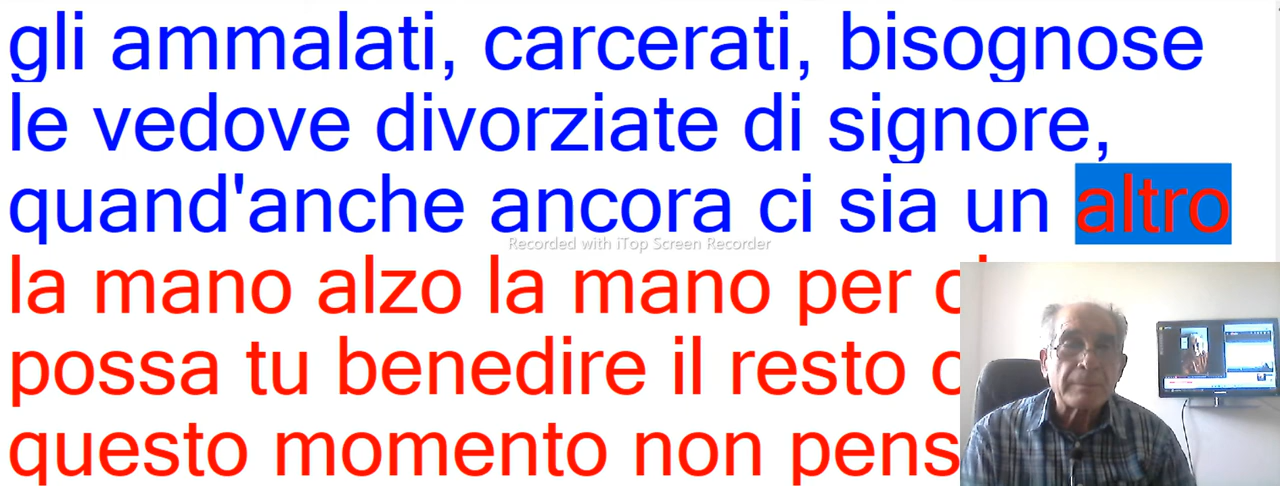 gli ammalati, carcerati, bisognose
le vedove divorziate di signore,
quand'anche ancora ci sia un altro
Recorded with iTop Screen Recorder
la mano alzo la mano per
possa tu benedire il resto
questo momento non